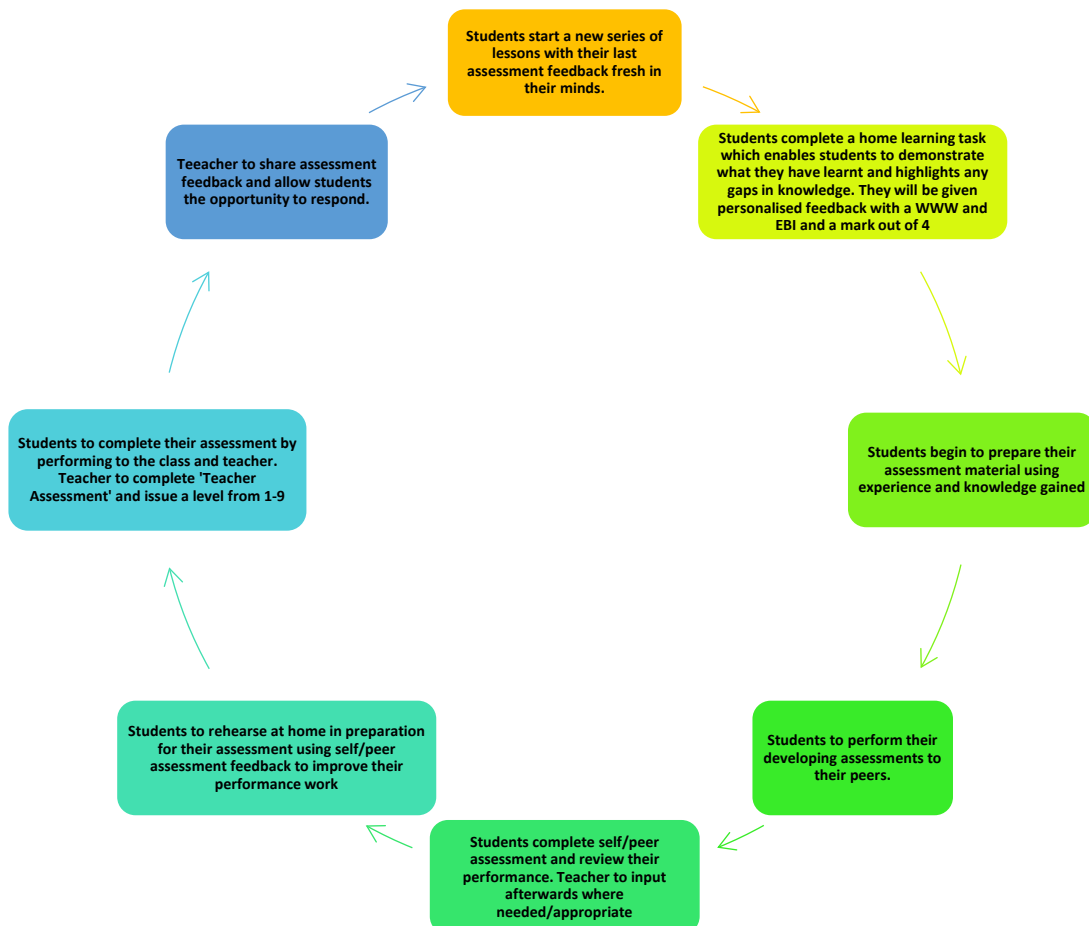 Students start a new series of
lessons with their last
assessment feedback fresh in
their minds.
Students complete a home learning task
which enables students to demonstrate
what they have learnt and highlights any
gaps in knowledge. They will be given
personalised feedback with a WWW and
EBI and a mark out of 4
Students begin to prepare their
assessment material using
experience and knowledge gained
Students to perform their
developing assessments to
their peers.
Students complete self/peer
assessment and review their
performance. Teacher to input
afterwards where
needed/appropriate
Students to rehearse at home in preparation
for their assessment using self/peer
assessment feedback to improve their
performance work
Students to complete their assessment by
performing to the class and teacher.
Teacher to complete 'Teacher
Assessment' and issue a level from 1-9
Teeacher to share assessment
feedback and allow students
the opportunity to respond.